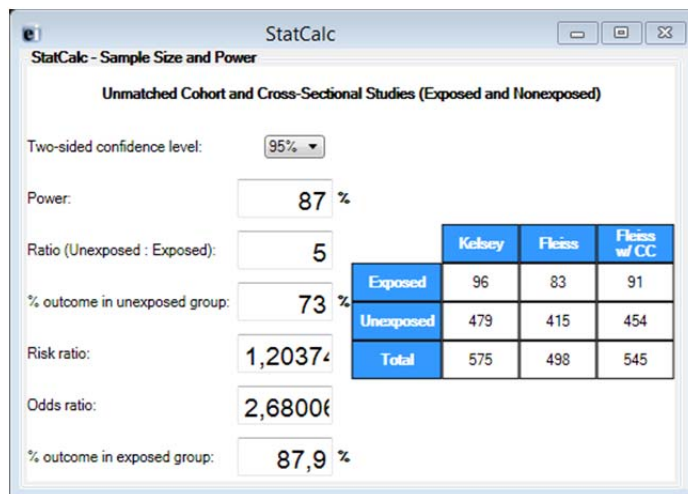 StatCalc
StatCalc - Sample Size and Power
Unmatched Cohort and Cross-Sectional Studies (Exposed and Nonexposed)
Two-sided confidence level:
95%
Power:
87 %
Ratio (Unexposed : Exposed):
5
% outcome in unexposed group:
73 %
Risk ratio:
1,20374
Odds ratio:
2,68006
% outcome in exposed group:
87,9 %
Kelsey Fleiss Fleiss w/ CC
Exposed 96 83 91
Unexposed 479 415 454
Total 575 498 545